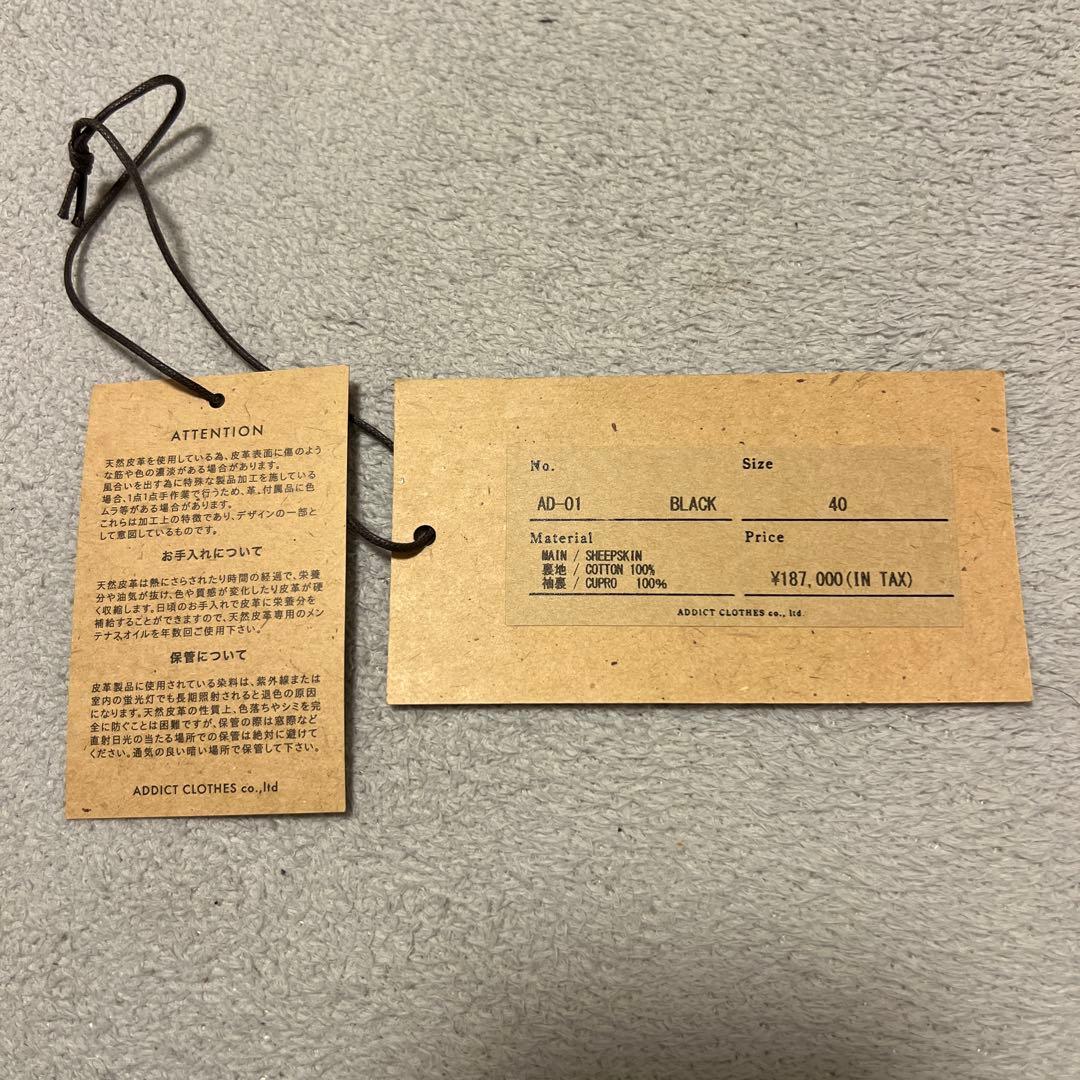 ATTENTION
天然皮革を使用している為、皮革表面に傷のよう
な筋や色の濃淡がある場合があります。
風合いを出す為に特殊な製品加工を施している
場合、1点1点手作業で行うため、革、付属品に色
ムラ等がある場合があります。
これらは加工上の特徴であり、デザインの一部と
して意図しているものです。
お手入れについて
天然皮革は熱にさらされたり時間の経過で、栄養
分や油気が抜け、色や質感が変化したり皮革が硬
く収縮します。日頃のお手入れで皮革に栄養分を
補給することができますので、天然皮革専用のメン
テナスオイルを年数回ご使用下さい。
保管について
皮革製品に使用されている染料は、紫外線または
室内の蛍光灯でも長期照射されると退色の原因
になります。天然皮革の性質上、色落ちやシミを完
全に防ぐことは困難ですが、保管の際は窓際など
直射日光の当たる場所での保管は絶対に避けて
ください。通気の良い暗い場所で保管して下さい。
ADDICT CLOTHES co.,ltd
No. Size
AD-01 BLACK 40
Material Price
MAIN / SHEEPSKIN
裏地 / COTTON 100%
袖裏 / CUPRO 100% ¥187,000(IN TAX)
ADDICT CLOTHES co., ltd.